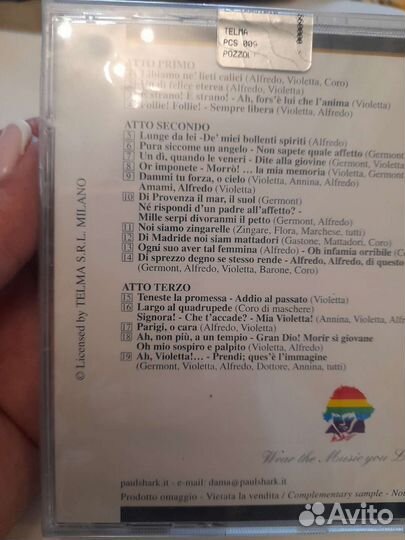 TELMA
PCS 009
POZZOL
ATTO PRIMO
Libiamo ne' lieti calici (Alfredo, Violetta, Coro)
Un dì felice eterea (Alfredo, Violetta)
strano! E strano! - Ah, fors'è lui che l'anima (Violetta)
Follie! Follie! - Sempre libera (Violetta, Alfredo)
ATTO SECONDO
5 Lunge da lei -De' miei bollenti spiriti (Alfredo)
6 Pura siccome un angelo - Non sapete quale affetto (Germont
7 Un dì, quando le veneri - Dite alla giovine (Germont, Violetta
8 Or imponete - Morrò! ... la mia memoria (Violetta, Germont
9 Dammi tu forza, o cielo (Violetta, Annina, Alfredo)
Amami, Alfredo (Violetta)
10 Di Provenza il mar, il suol (Germont)
Né rispondi d'un padre all'affetto? -
Mille serpi divoranmi il petto (Germont, Alfredo)
11 Noi siamo zingarelle (Zingare, Flora, Marchese, tutti)
12 Di Madride noi siam mattadori (Gastone, Mattadori, Coro)
13 Ogni suo aver tal femmina (Alfredo) - Oh infamia orribile (Co
14 Di sprezzo degno se stesso rende - Alfredo, Alfredo, di questo
(Germont, Alfredo, Violetta, Barone, Coro)
ATTO TERZO
15 Teneste la promessa - Addio al passato (Violetta)
16 Largo al quadrupede (Coro di maschere)
Signora! - Che t'accade? - Mia Violetta! (Annina, Violetta, Alf
17 Parigi, o cara (Alfredo, Violetta)
18 Ah, non più, a un tempio - Gran Dio! Morir sì giovane
Oh mio sospiro e palpito (Violetta, Alfredo)
19 Ah, Violetta!... - Prendi; ques'è l'immagine
(Germont, Violetta, Alfredo, Dottore, Annina, tutti)
© Licensed by TELMA S.R.L. MILANO
Wear the Music you L
paulshark.it - e-mail: dama@paulshark.it
Prodotto omaggio - Vietata la vendita / Complementary sample - No
Avito